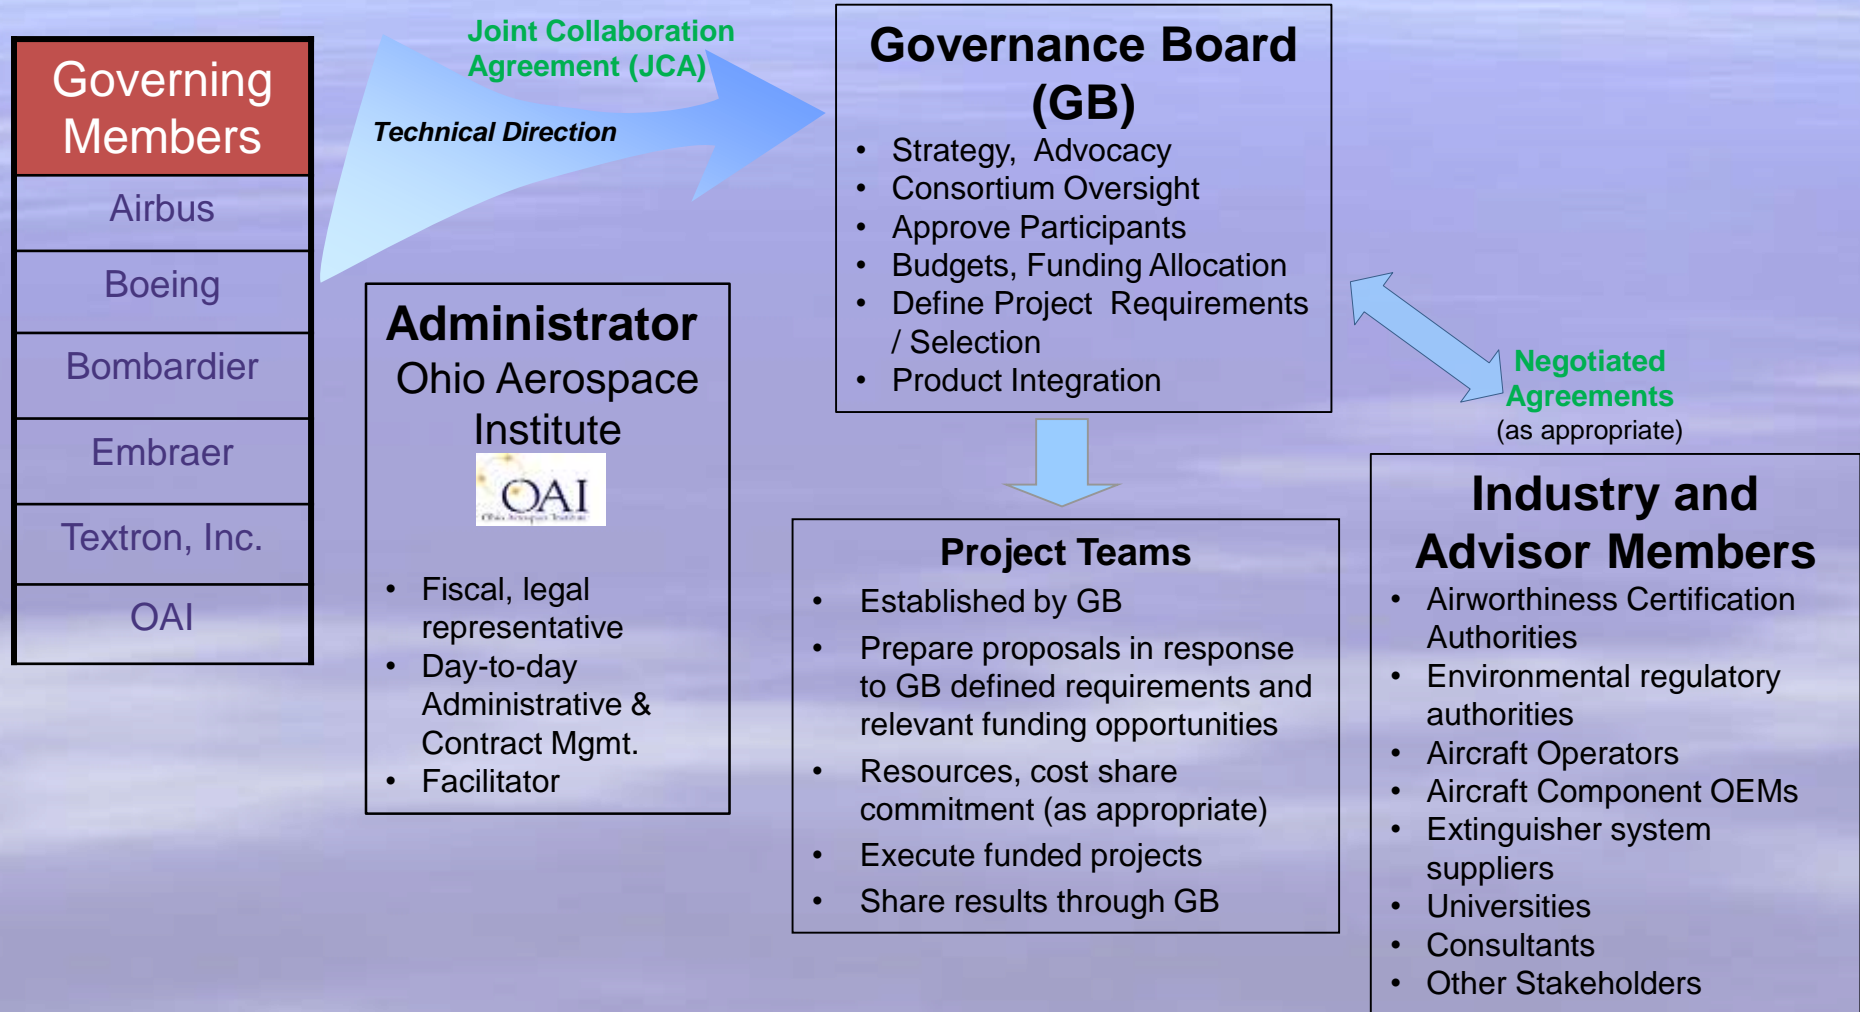 Governing
Members
Airbus
Boeing
Bombardier
Embraer
Textron, Inc.
OAI
Joint Collaboration
Agreement (JCA)
Technical Direction
Administrator
Ohio Aerospace
Institute
OAI
Ohio Aerospace Institute
• Fiscal, legal
representative
• Day-to-day
Administrative &
Contract Mgmt.
• Facilitator
Governance Board
(GB)
• Strategy, Advocacy
• Consortium Oversight
• Approve Participants
• Budgets, Funding Allocation
• Define Project Requirements
/ Selection
• Product Integration
Project Teams
• Established by GB
• Prepare proposals in response
to GB defined requirements and
relevant funding opportunities
• Resources, cost share
commitment (as appropriate)
• Execute funded projects
• Share results through GB
Negotiated
Agreements
(as appropriate)
Industry and
Advisor Members
• Airworthiness Certification
Authorities
• Environmental regulatory
authorities
• Aircraft Operators
• Aircraft Component OEMs
• Extinguisher system
suppliers
• Universities
• Consultants
• Other Stakeholders